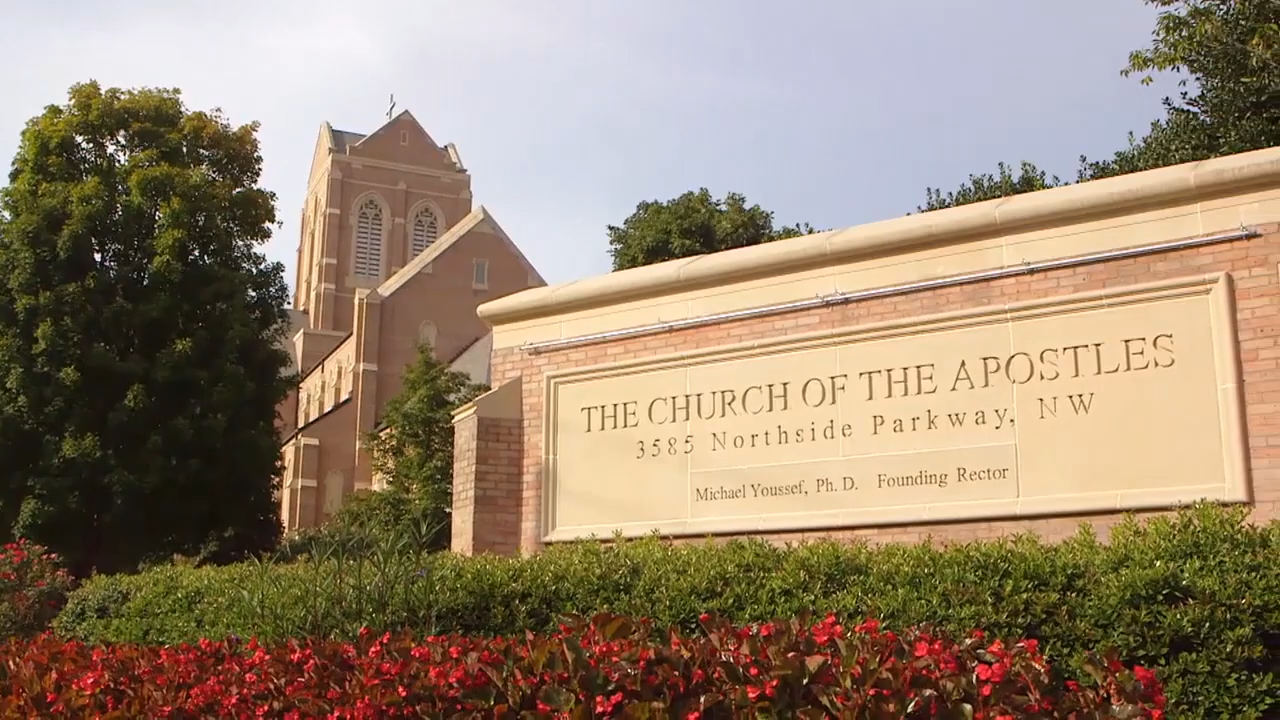 THE CHURCH OF THE APOSTLES
3585 Northside Parkway, NW
Michael Youssef, Ph. D. Founding Rector